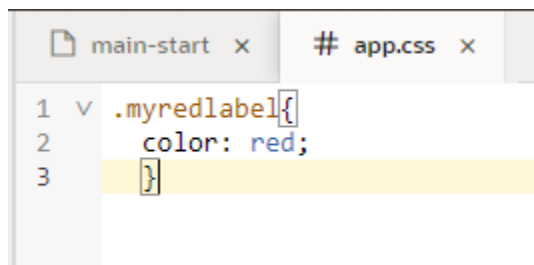 main-start × # app.css ×
1 .myredlabel{
2 color: red;
3 }